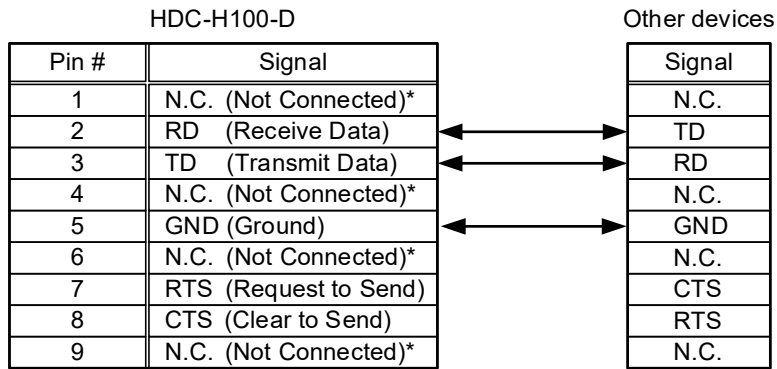 HDC-H100-D Other devices
Pin # Signal Signal
1 N.C. (Not Connected)* N.C.
2 RD (Receive Data) TD
3 TD (Transmit Data) RD
4 N.C. (Not Connected)* N.C.
5 GND (Ground) GND
6 N.C. (Not Connected)* N.C.
7 RTS (Request to Send) CTS
8 CTS (Clear to Send) RTS
9 N.C. (Not Connected)* N.C.